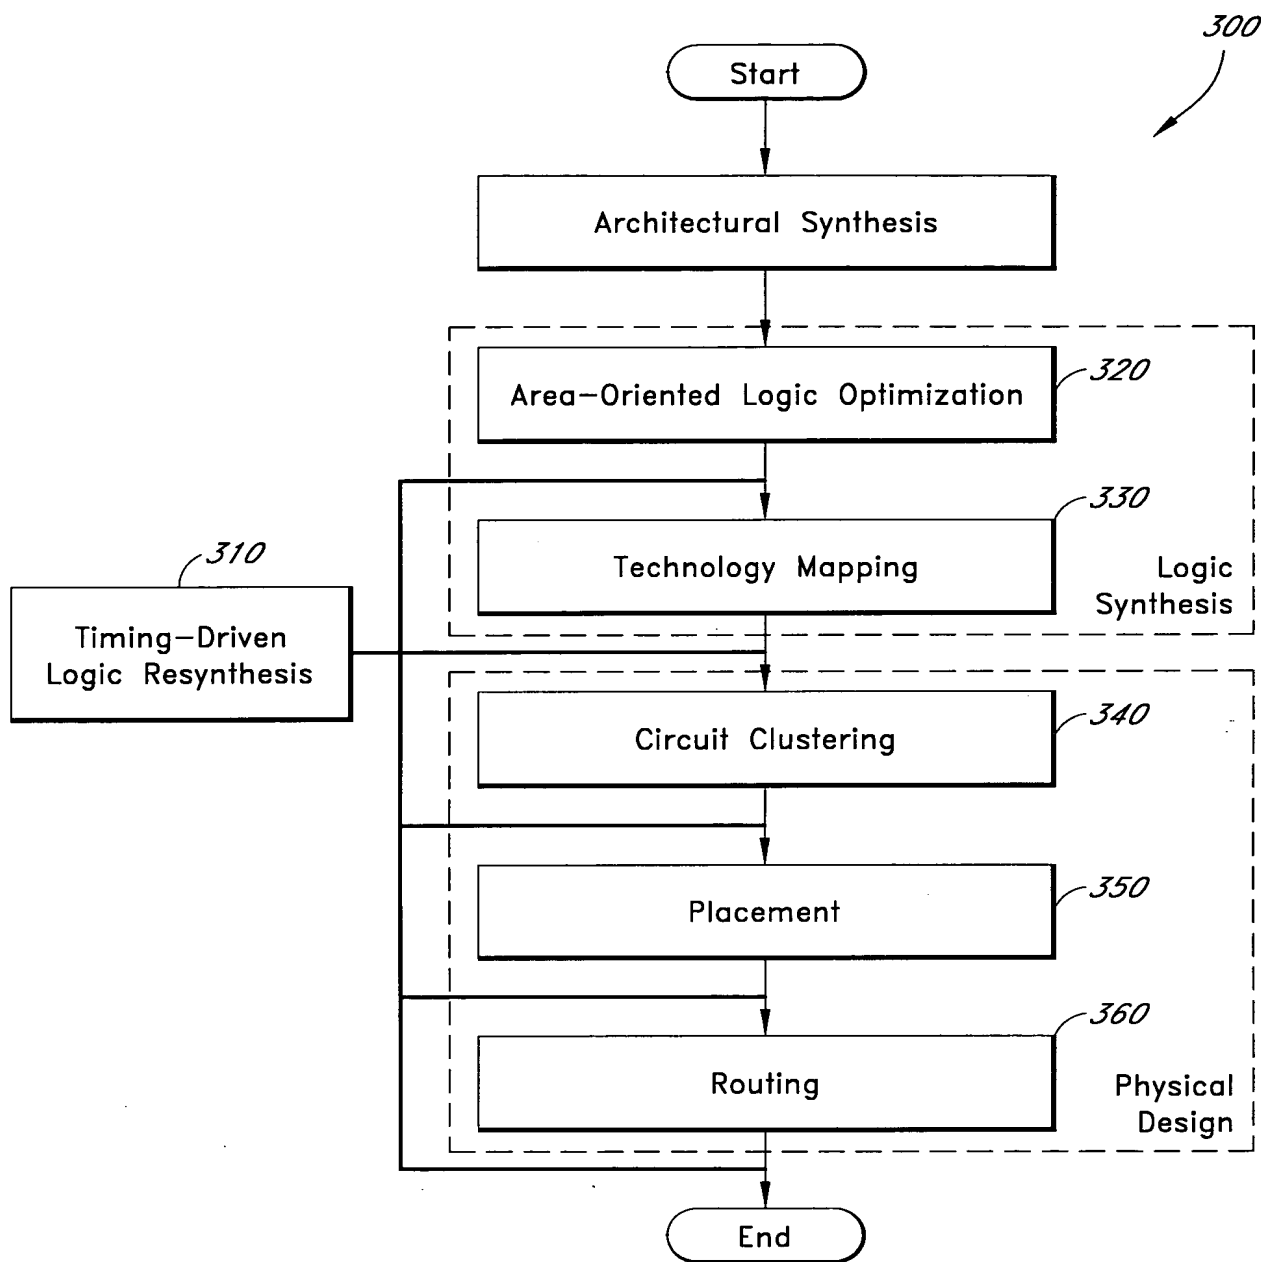 300
Start
Architectural Synthesis
Area-Oriented Logic Optimization
320
330
Technology Mapping
Logic
Synthesis
310
Timing-Driven
Logic Resynthesis
340
Circuit Clustering
350
Placement
360
Routing
Physical
Design
End